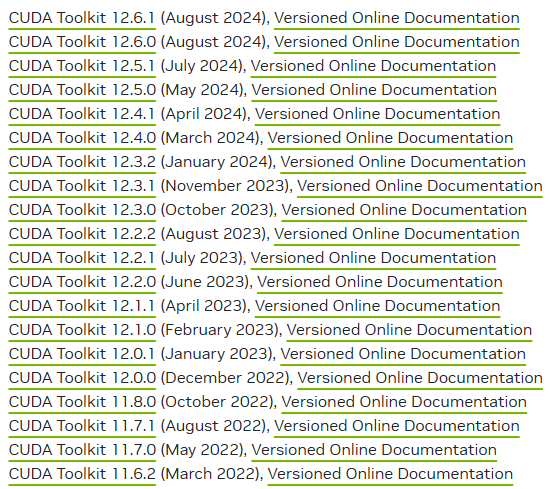 CUDA Toolkit 12.6.1 (August 2024), Versioned Online Documentation
CUDA Toolkit 12.6.0 (August 2024), Versioned Online Documentation
CUDA Toolkit 12.5.1 (July 2024), Versioned Online Documentation
CUDA Toolkit 12.5.0 (May 2024), Versioned Online Documentation
CUDA Toolkit 12.4.1 (April 2024), Versioned Online Documentation
CUDA Toolkit 12.4.0 (March 2024), Versioned Online Documentation
CUDA Toolkit 12.3.2 (January 2024), Versioned Online Documentation
CUDA Toolkit 12.3.1 (November 2023), Versioned Online Documentation
CUDA Toolkit 12.3.0 (October 2023), Versioned Online Documentation
CUDA Toolkit 12.2.2 (August 2023), Versioned Online Documentation
CUDA Toolkit 12.2.1 (July 2023), Versioned Online Documentation
CUDA Toolkit 12.2.0 (June 2023), Versioned Online Documentation
CUDA Toolkit 12.1.1 (April 2023), Versioned Online Documentation
CUDA Toolkit 12.1.0 (February 2023), Versioned Online Documentation
CUDA Toolkit 12.0.1 (January 2023), Versioned Online Documentation
CUDA Toolkit 12.0.0 (December 2022), Versioned Online Documentation
CUDA Toolkit 11.8.0 (October 2022), Versioned Online Documentation
CUDA Toolkit 11.7.1 (August 2022), Versioned Online Documentation
CUDA Toolkit 11.7.0 (May 2022), Versioned Online Documentation
CUDA Toolkit 11.6.2 (March 2022), Versioned Online Documentation